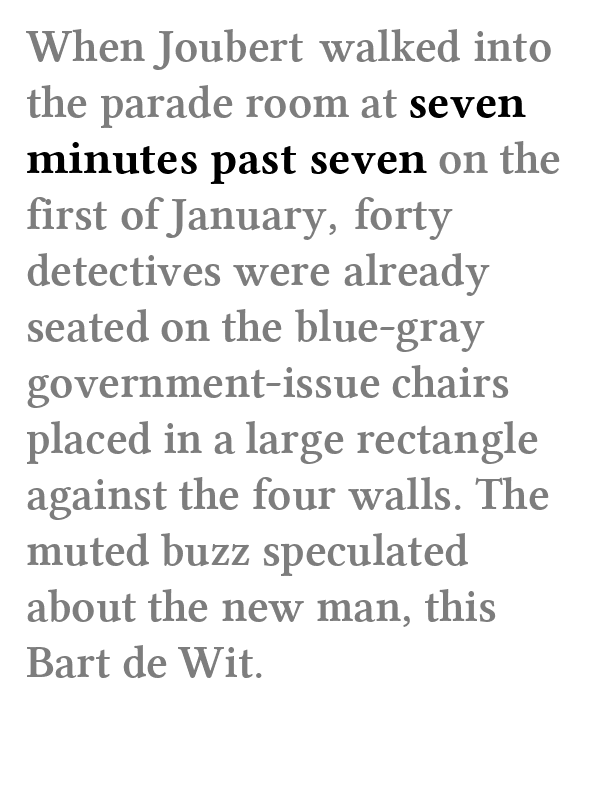 When Joubert walked into
the parade room at seven
minutes past seven on the
first of January, forty
detectives were already
seated on the blue-gray
government-issue chairs
placed in a large rectangle
against the four walls. The
muted buzz speculated
about the new man, this
Bart de Wit.